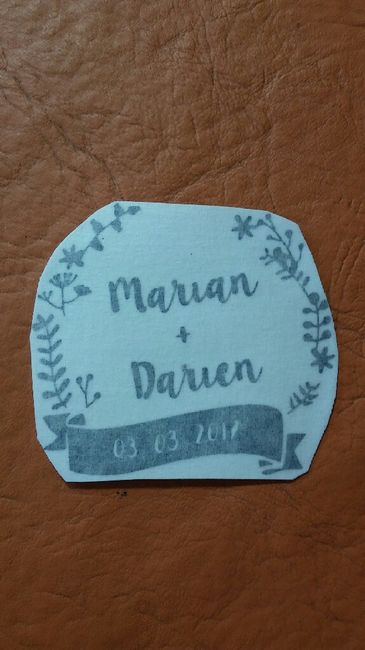 Marian
+
Darien
03. 03. 2017